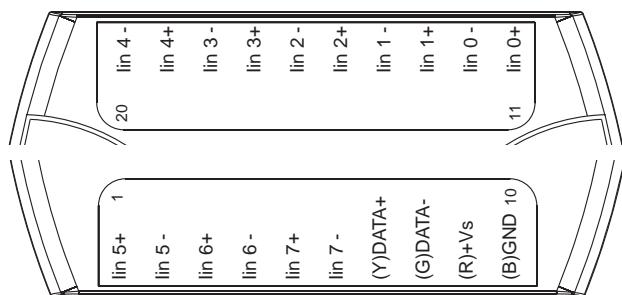 Iin 4 -
Iin 4+
Iin 3 -
Iin 3+
Iin 2 -
Iin 2+
Iin 1 -
Iin 1+
Iin 0 -
Iin 0+
20
11
1
10
Iin 5+
Iin 5 -
Iin 6+
Iin 6 -
Iin 7+
Iin 7 -
(Y)DATA+
(G)DATA-
(R)+Vs
(B)GND